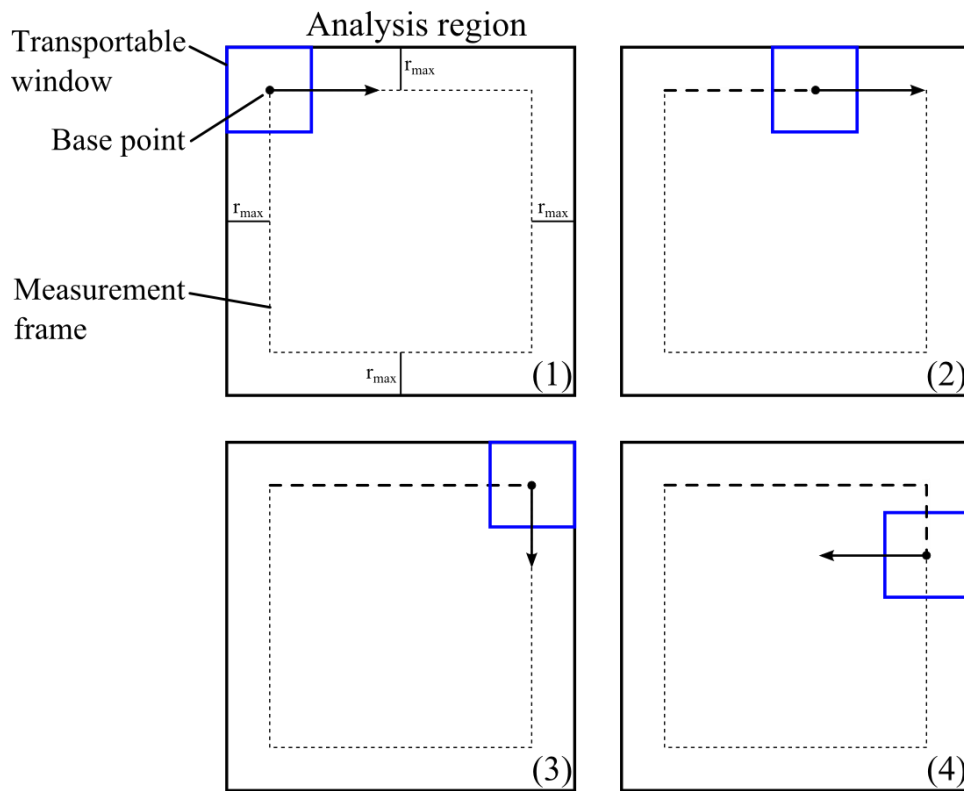 Analysis region
Transportable
window
Base point
r_max
r_max
r_max
Measurement
frame
r_max
(1)
(2)
(3)
(4)